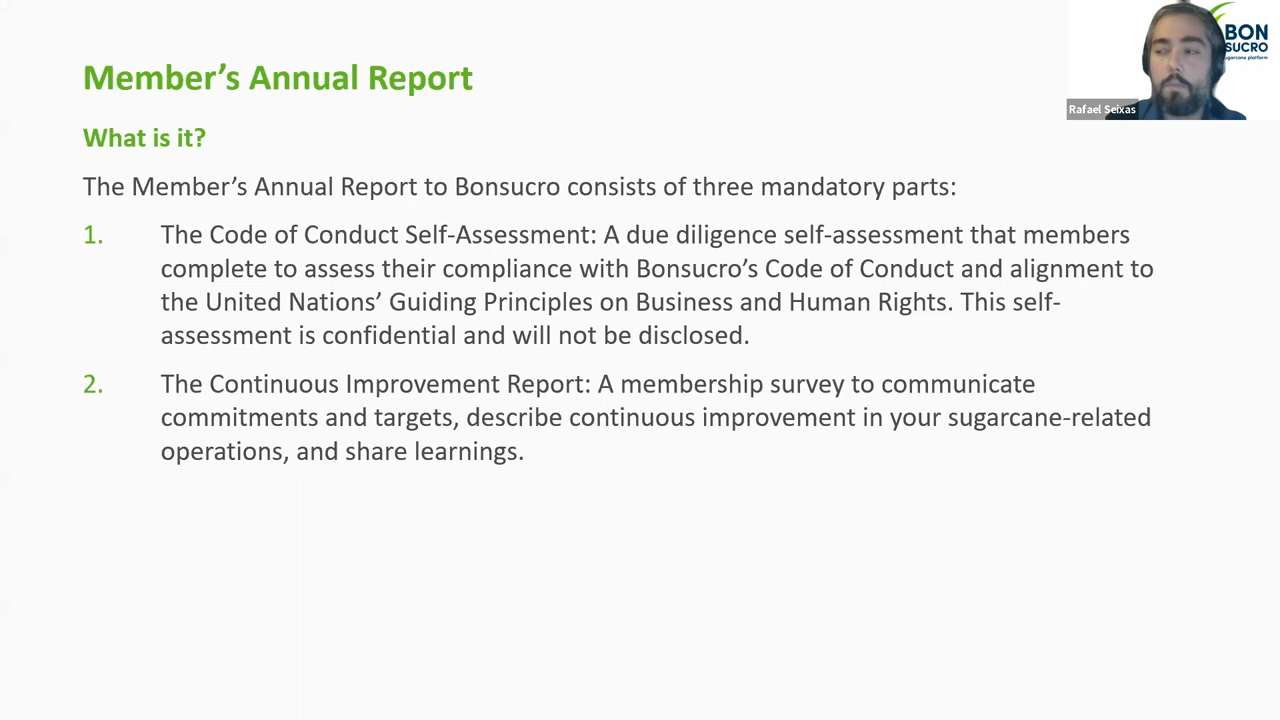 Member’s Annual Report
What is it?
The Member’s Annual Report to Bonsucro consists of three mandatory parts:
1. The Code of Conduct Self-Assessment: A due diligence self-assessment that members
complete to assess their compliance with Bonsucro’s Code of Conduct and alignment to
the United Nations’ Guiding Principles on Business and Human Rights. This self-
assessment is confidential and will not be disclosed.
2. The Continuous Improvement Report: A membership survey to communicate
commitments and targets, describe continuous improvement in your sugarcane-related
operations, and share learnings.
BON
SUCRO
platform
Rafael Seixas